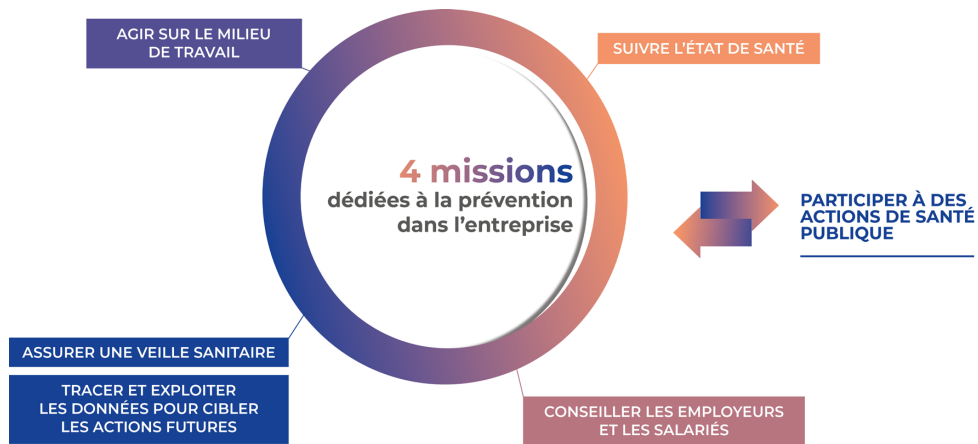 AGIR SUR LE MILIEU
DE TRAVAIL
SUIVRE L'ÉTAT DE SANTÉ
4 missions
dédiées à la prévention
dans l'entreprise
PARTICIPER À DES
ACTIONS DE SANTÉ
PUBLIQUE
ASSURER UNE VEILLE SANITAIRE
TRACER ET EXPLOITER
LES DONNÉES POUR CIBLER
LES ACTIONS FUTURES
CONSEILLER LES EMPLOYEURS
ET LES SALARIÉS